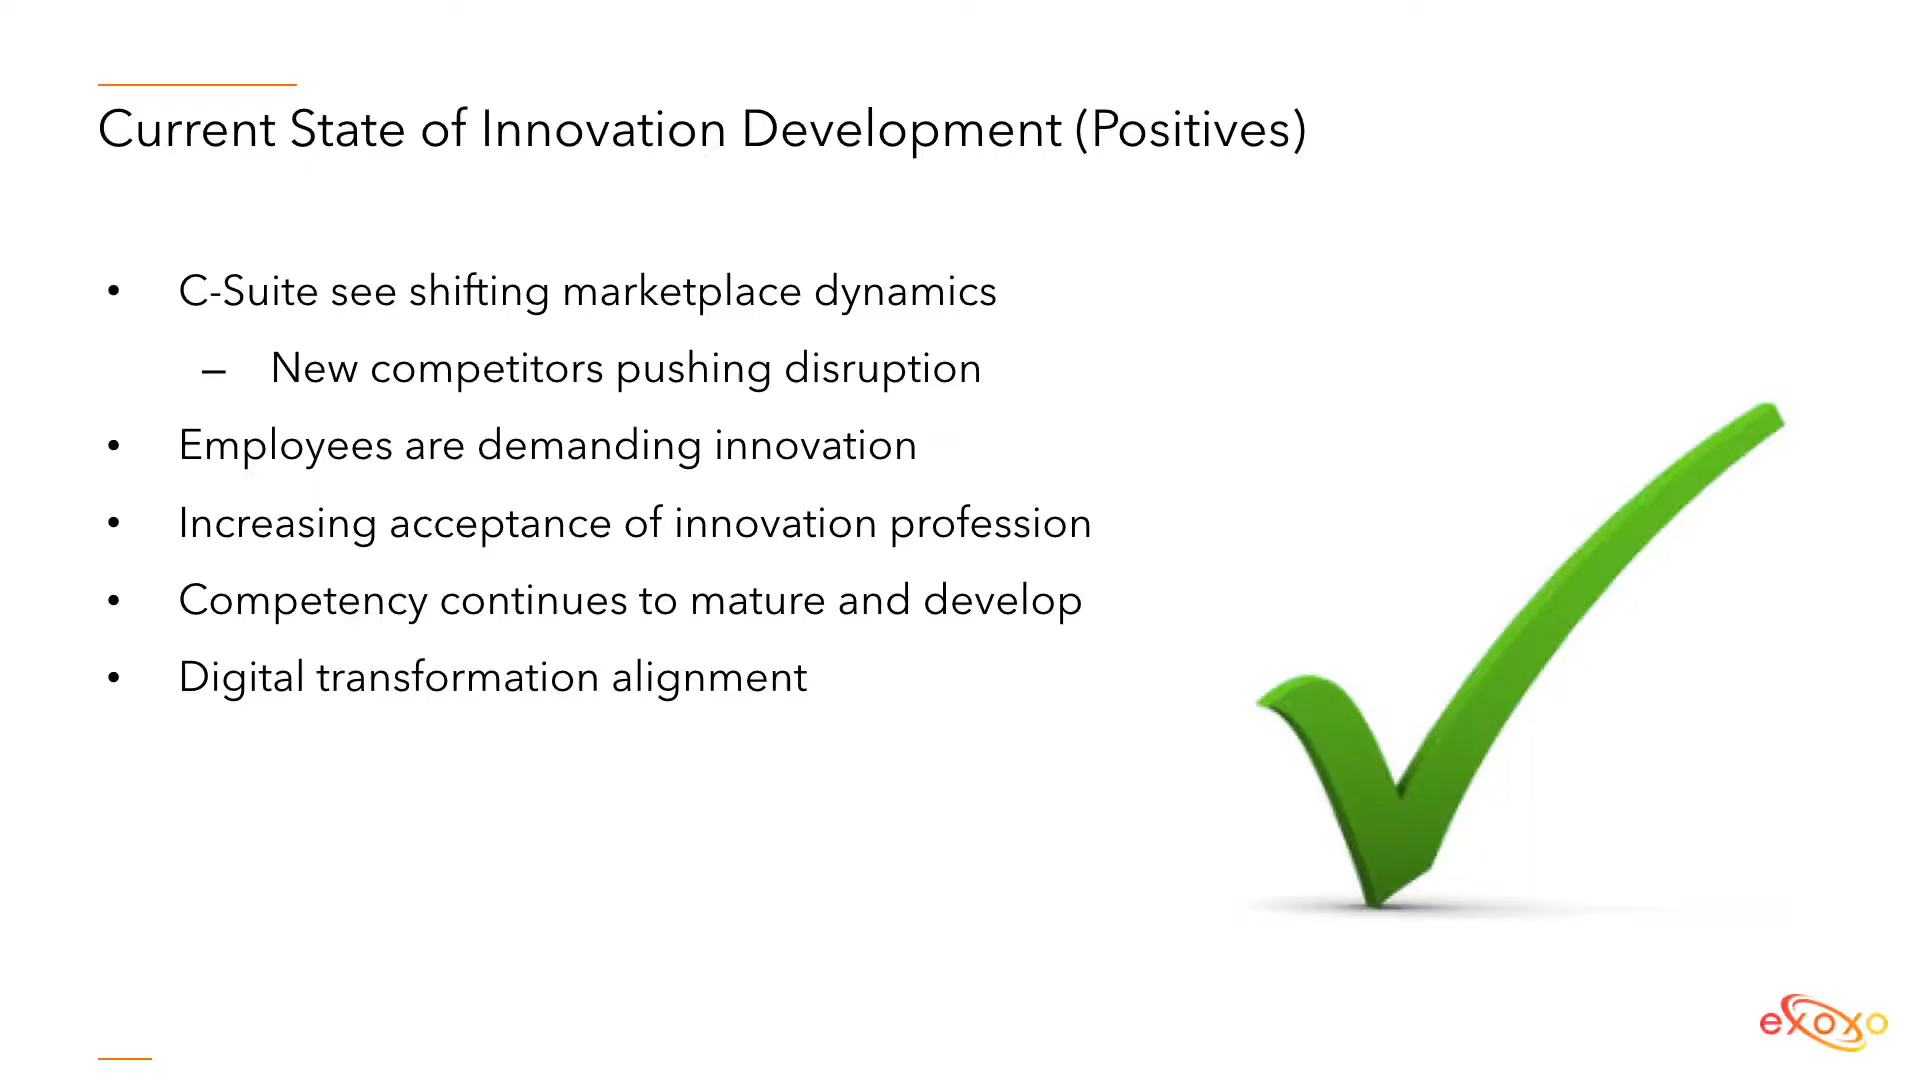 Current State of Innovation Development (Positives)
• C-Suite see shifting marketplace dynamics
– New competitors pushing disruption
• Employees are demanding innovation
• Increasing acceptance of innovation profession
• Competency continues to mature and develop
• Digital transformation alignment
exoxo